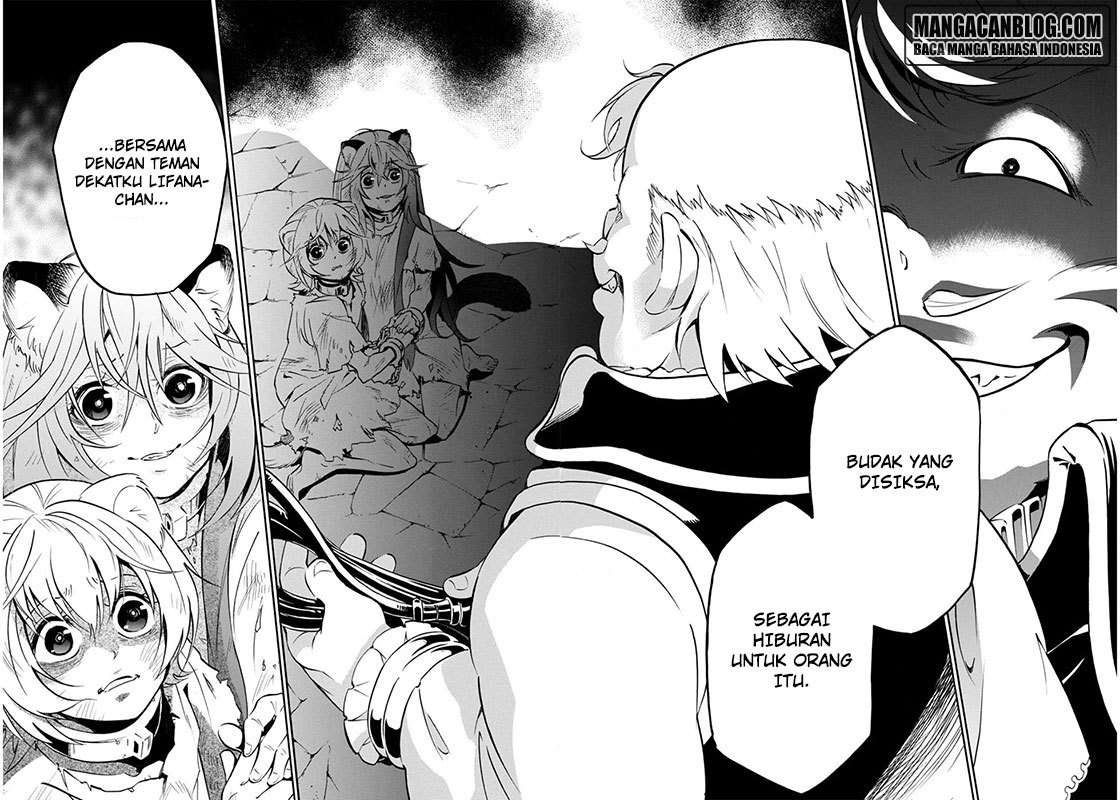 MANGACANBLOG.COM
BACA MANGA BAHASA INDONESIA
BUDAK YANG
DISIKSA,
SEBAGAI
HIBURAN
UNTUK ORANG
ITU.
...BERSAMA
DENGAN TEMAN
DEKATKU LIFANA-
CHAN...